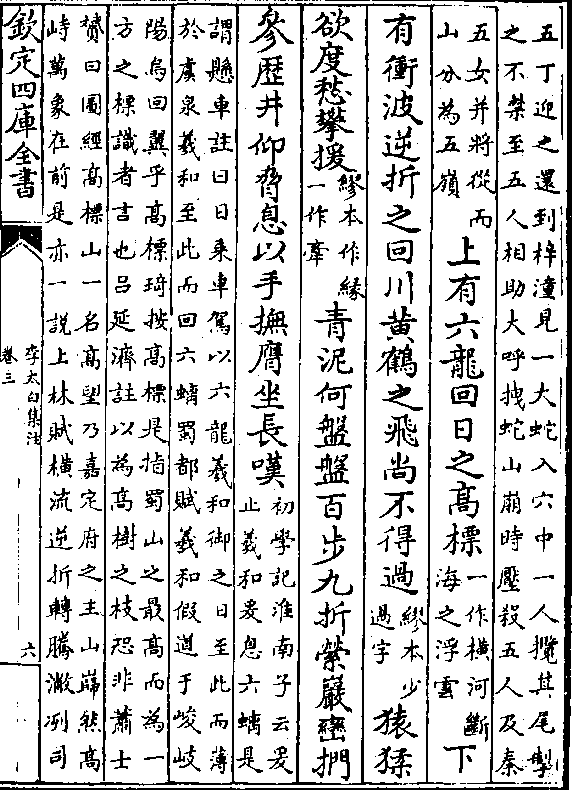 五丁迎之還到梓潼見一大蛇入穴中一人攬其尾掣
之不禁至五人相助大呼拽蛇山崩時壓殺五人及秦
五女并將從而
山分為五嶺
上有六龍回日之高標
一作横河斷
海之浮雲
下
有衝波逆折之回川黄鶴之飛尚不得過
繆本少
過字
猿猱
欲度愁攀援
繆本作縁
一作牽
青泥何盤盤百步九折縈巖巒捫
參歴井仰脅息以手撫膺坐長嘆
初學記淮南子云爰
止羲和爰息六螭是
謂懸車註曰日乗車駕以六龍羲和御之日至此而薄
於虞泉羲和至此而回六螭蜀都賦羲和假道于峻岐
陽烏回翼乎高標琦按高標是指蜀山之最高而為一
方之標識者言也吕延濟註以為高樹之枝恐非蕭士
贇曰圖經高標山一名高望乃嘉定府之主山巋然高
峙萬象在前是亦一説上林賦横流逆折轉騰潎冽司
欽定四庫全書
李太白集注
卷三
六